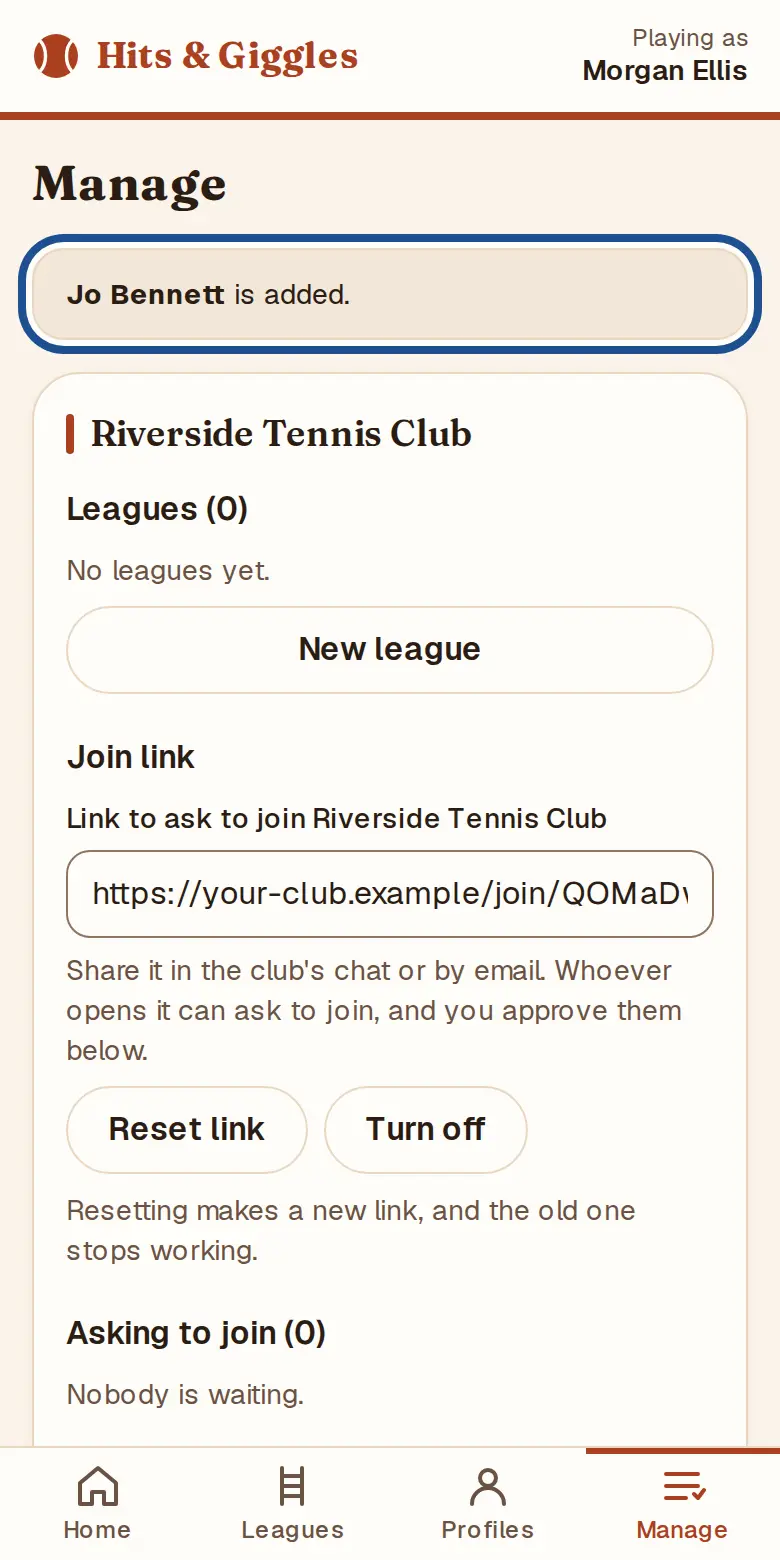 Hits & Giggles
Playing as
Morgan Ellis
Manage
Jo Bennett is added.
Riverside Tennis Club
Leagues (0)
No leagues yet.
New league
Join link
Link to ask to join Riverside Tennis Club
https://your-club.example/join/QOMaD
Share it in the club's chat or by email. Whoever
opens it can ask to join, and you approve them
below.
Reset link
Turn off
Resetting makes a new link, and the old one
stops working.
Asking to join (0)
Nobody is waiting.
Home
Leagues
Profiles
Manage